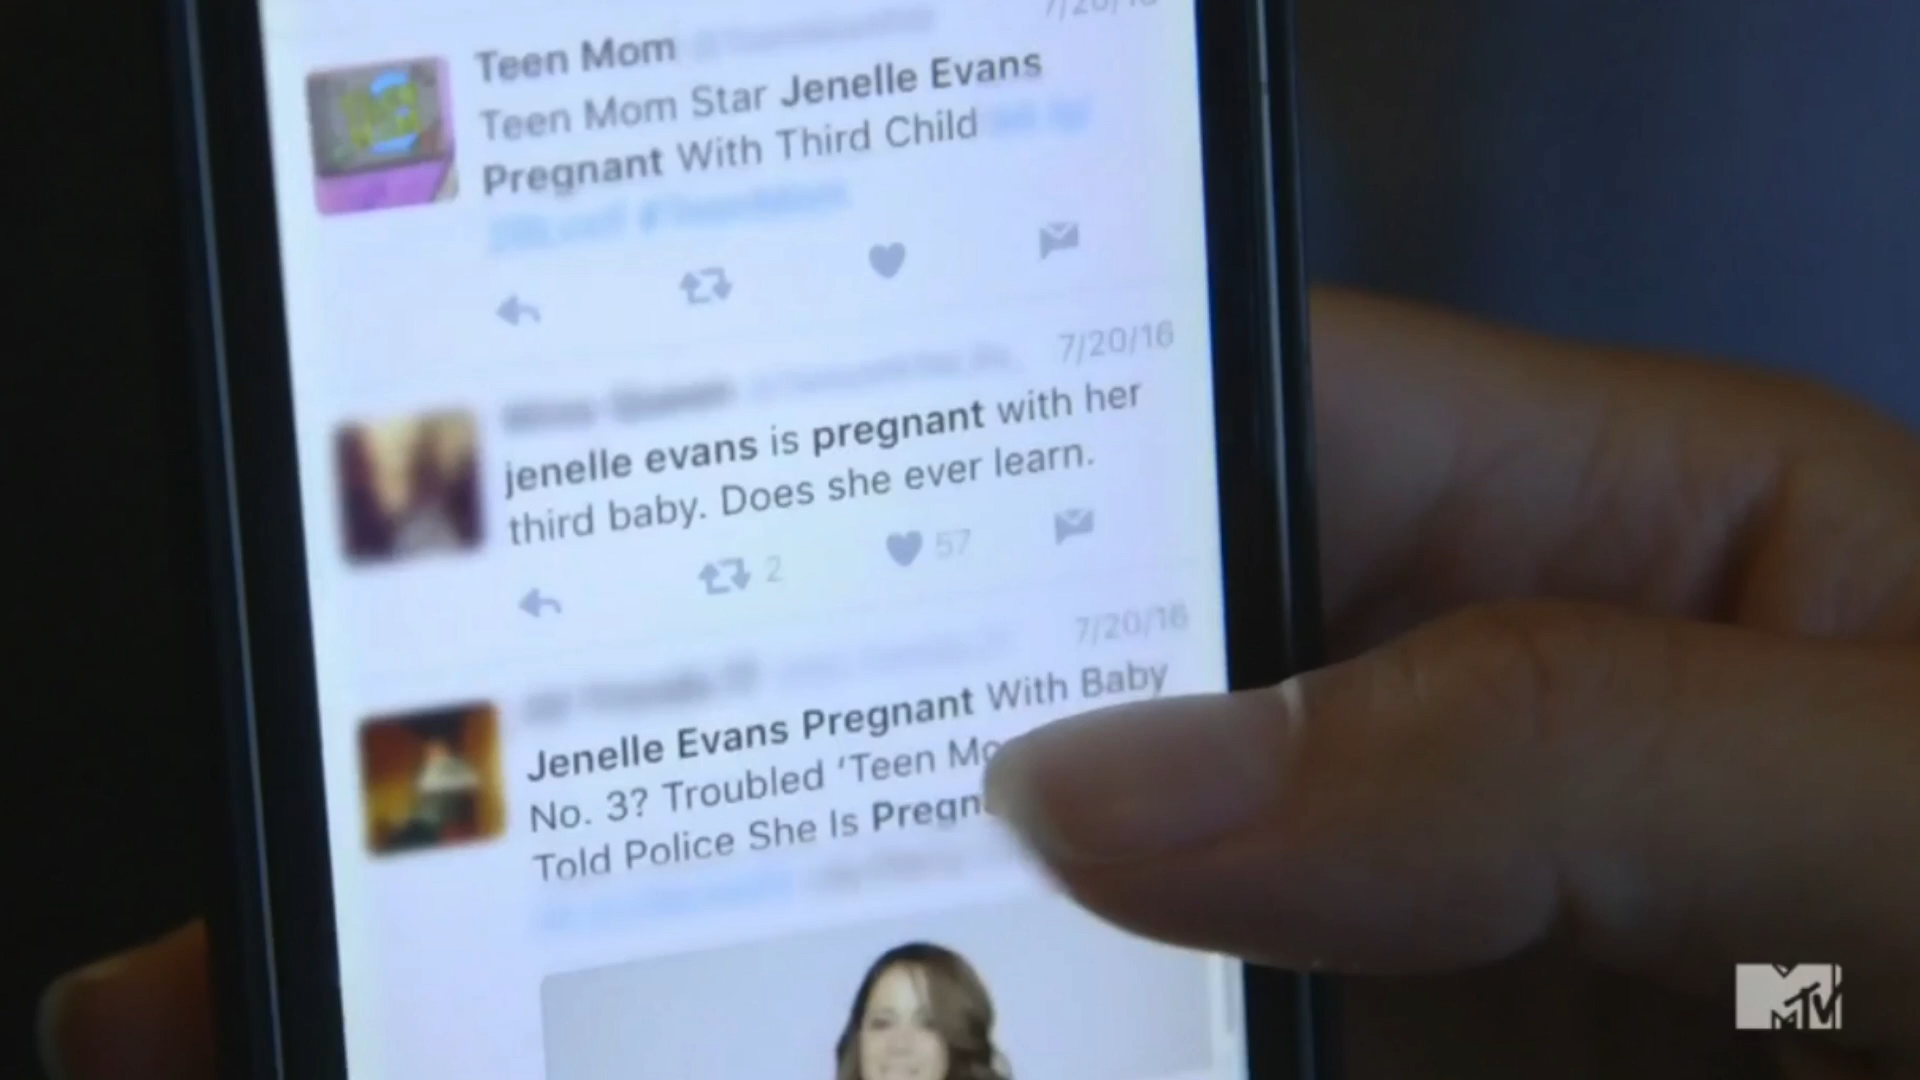 Teen Mom
Teen Mom Star Jenelle Evans
Pregnant With Third Child
7/20/16
jenelle evans is pregnant with her
third baby. Does she ever learn.
2 57
7/20/16
Jenelle Evans Pregnant With Baby
No. 3? Troubled ‘Teen
Told Police She Is
MTV